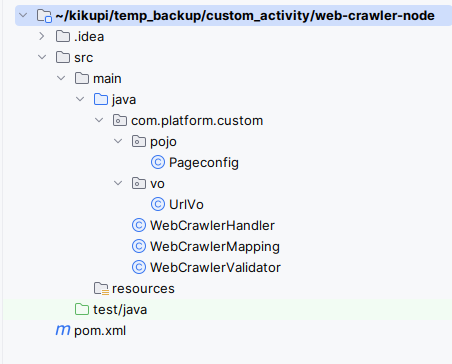 ~/kikupi/temp_backup/custom_activity/web-crawler-node
.idea
src
main
java
com.platform.custom
pojo
Pageconfig
vo
UrlVo
WebCrawlerHandler
WebCrawlerMapping
WebCrawlerValidator
resources
test/java
pom.xml